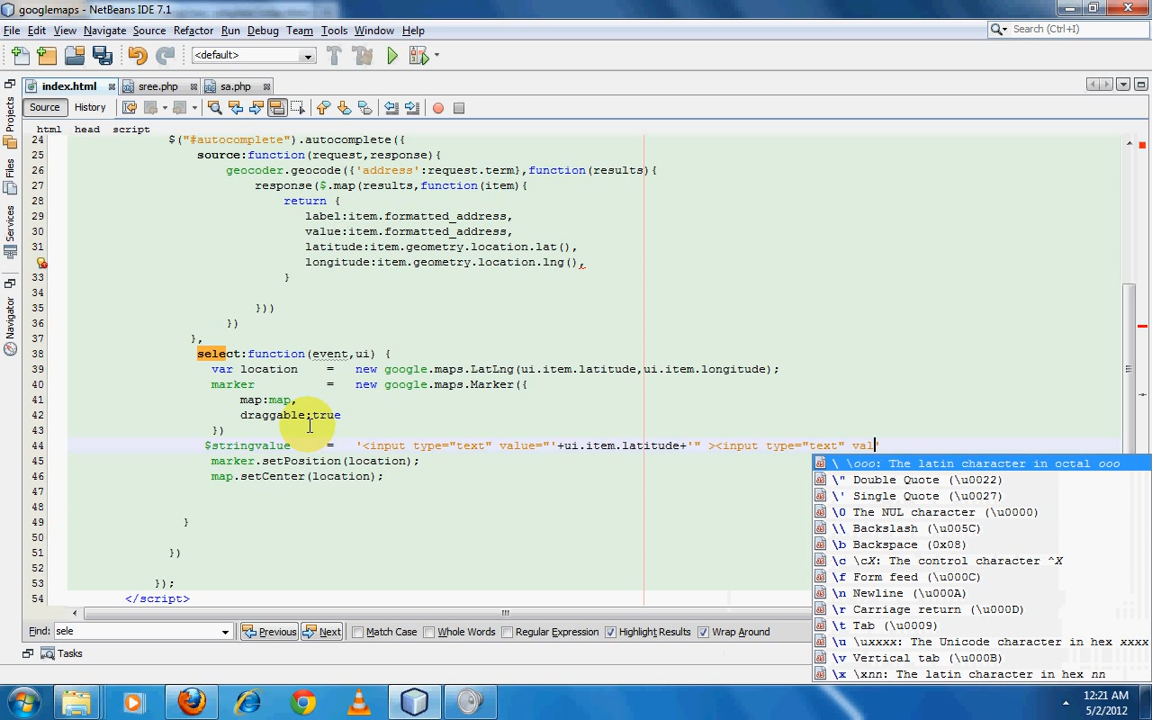 googlemaps - NetBeans IDE 7.1
File Edit View Navigate Source Refactor Run Debug Team Tools Window Help
Search (Ctrl+I)
<default>
index.html sree.php sa.php
Source History
html head script
Projects
Files
Services
Navigator
24 $("#autocomplete").autocomplete({
25 source:function(request,response){
26 geocoder.geocode({'address':request.term},function(results){
27 response($.map(results,function(item){
28 return {
29 label:item.formatted_address,
30 value:item.formatted_address,
31 latitude:item.geometry.location.lat(),
longitude:item.geometry.location.lng(),
33 }
34
35 }))
36 })
37 },
38 select:function(event,ui) {
39 var location = new google.maps.LatLng(ui.item.latitude,ui.item.longitude);
40 marker = new google.maps.Marker({
41 map:map,
42 draggable:true
43 })
44 $stringvalue = '<input type="text" value="'+ui.item.latitude+'" ><input type="text" val'
45 marker.setPosition(location);
46 map.setCenter(location);
47
48
49 }
50
51 })
52
53 });
54 </script>
\ \ooo: The latin character in octal ooo
\" Double Quote (\u0022)
\' Single Quote (\u0027)
\0 The NUL character (\u0000)
\\ Backslash (\u005C)
\b Backspace (0x08)
\c \cX: The control character ^X
\f Form feed (\u000C)
\n Newline (\u000A)
\r Carriage return (\u000D)
\t Tab (\u0009)
\u \uxxxx: The Unicode character in hex xxxx
\v Vertical tab (\u000B)
\x \xnn: The latin character in hex nn
Find: sele Previous Next Match Case Whole Words Regular Expression Highlight Results Wrap Around
Tasks
12:21 AM
5/2/2012